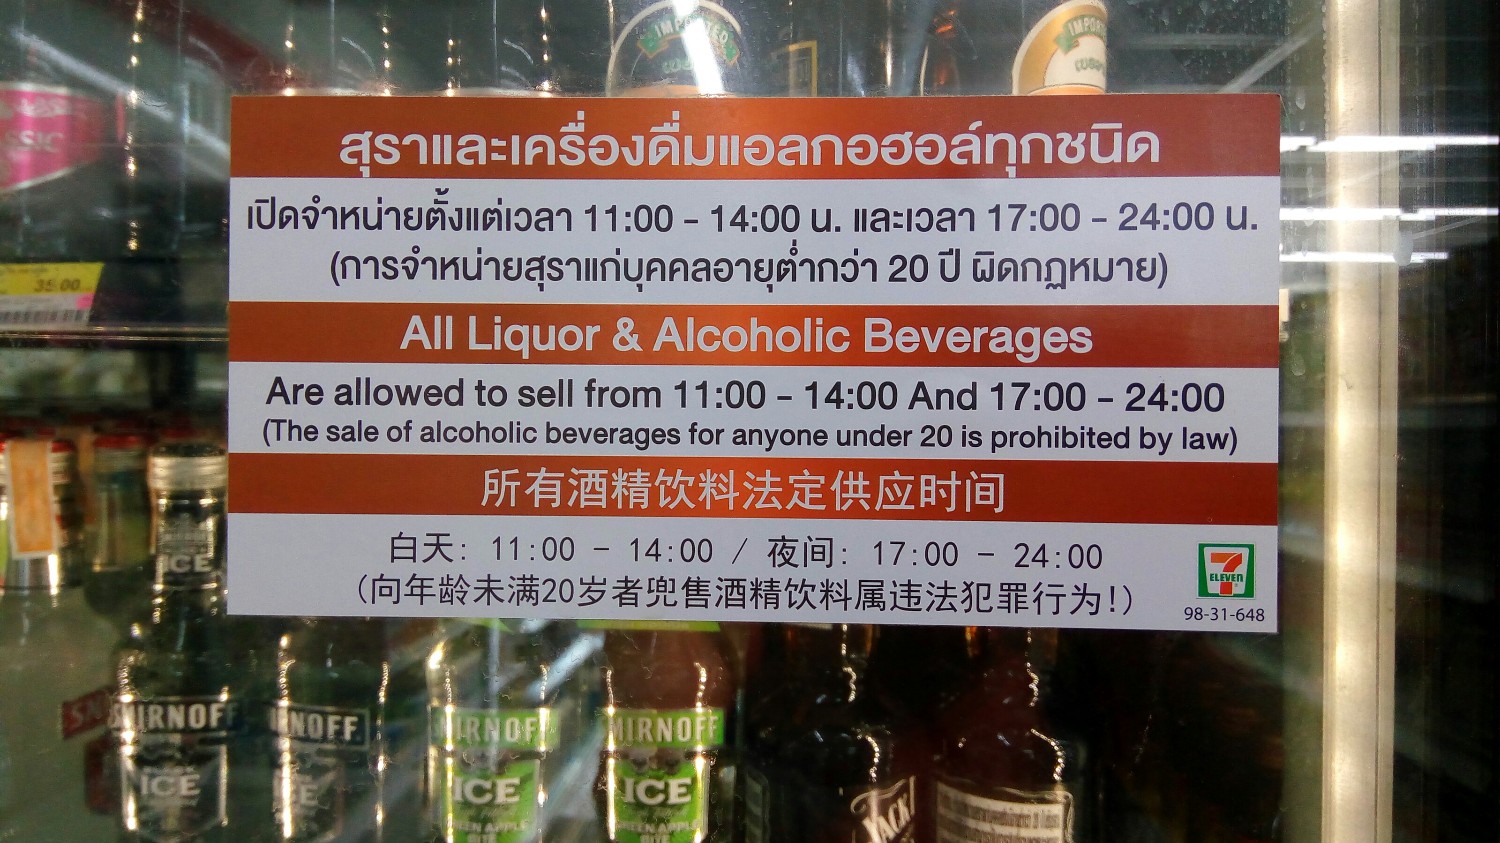 สุราและเครื่องดื่มแอลกอฮอล์ทุกชนิด
เปิดจำหน่ายตั้งแต่เวลา 11:00 - 14:00 น. และเวลา 17:00 - 24:00 น.
(การจำหน่ายสุราแก่บุคคลอายุต่ำกว่า 20 ปี ผิดกฎหมาย)
All Liquor & Alcoholic Beverages
Are allowed to sell from 11:00 - 14:00 And 17:00 - 24:00
(The sale of alcoholic beverages for anyone under 20 is prohibited by law)
所有酒精饮料法定供应时间
白天: 11:00 - 14:00 / 夜间: 17:00 - 24:00
(向年龄未满20岁者兜售酒精饮料属违法犯罪行为!)
7 ELEVEn
98-31-648
IMPORTED
IMPORTED
35.00
ICE
SMIRNOFF
ICE
ICE
ICE
JACK